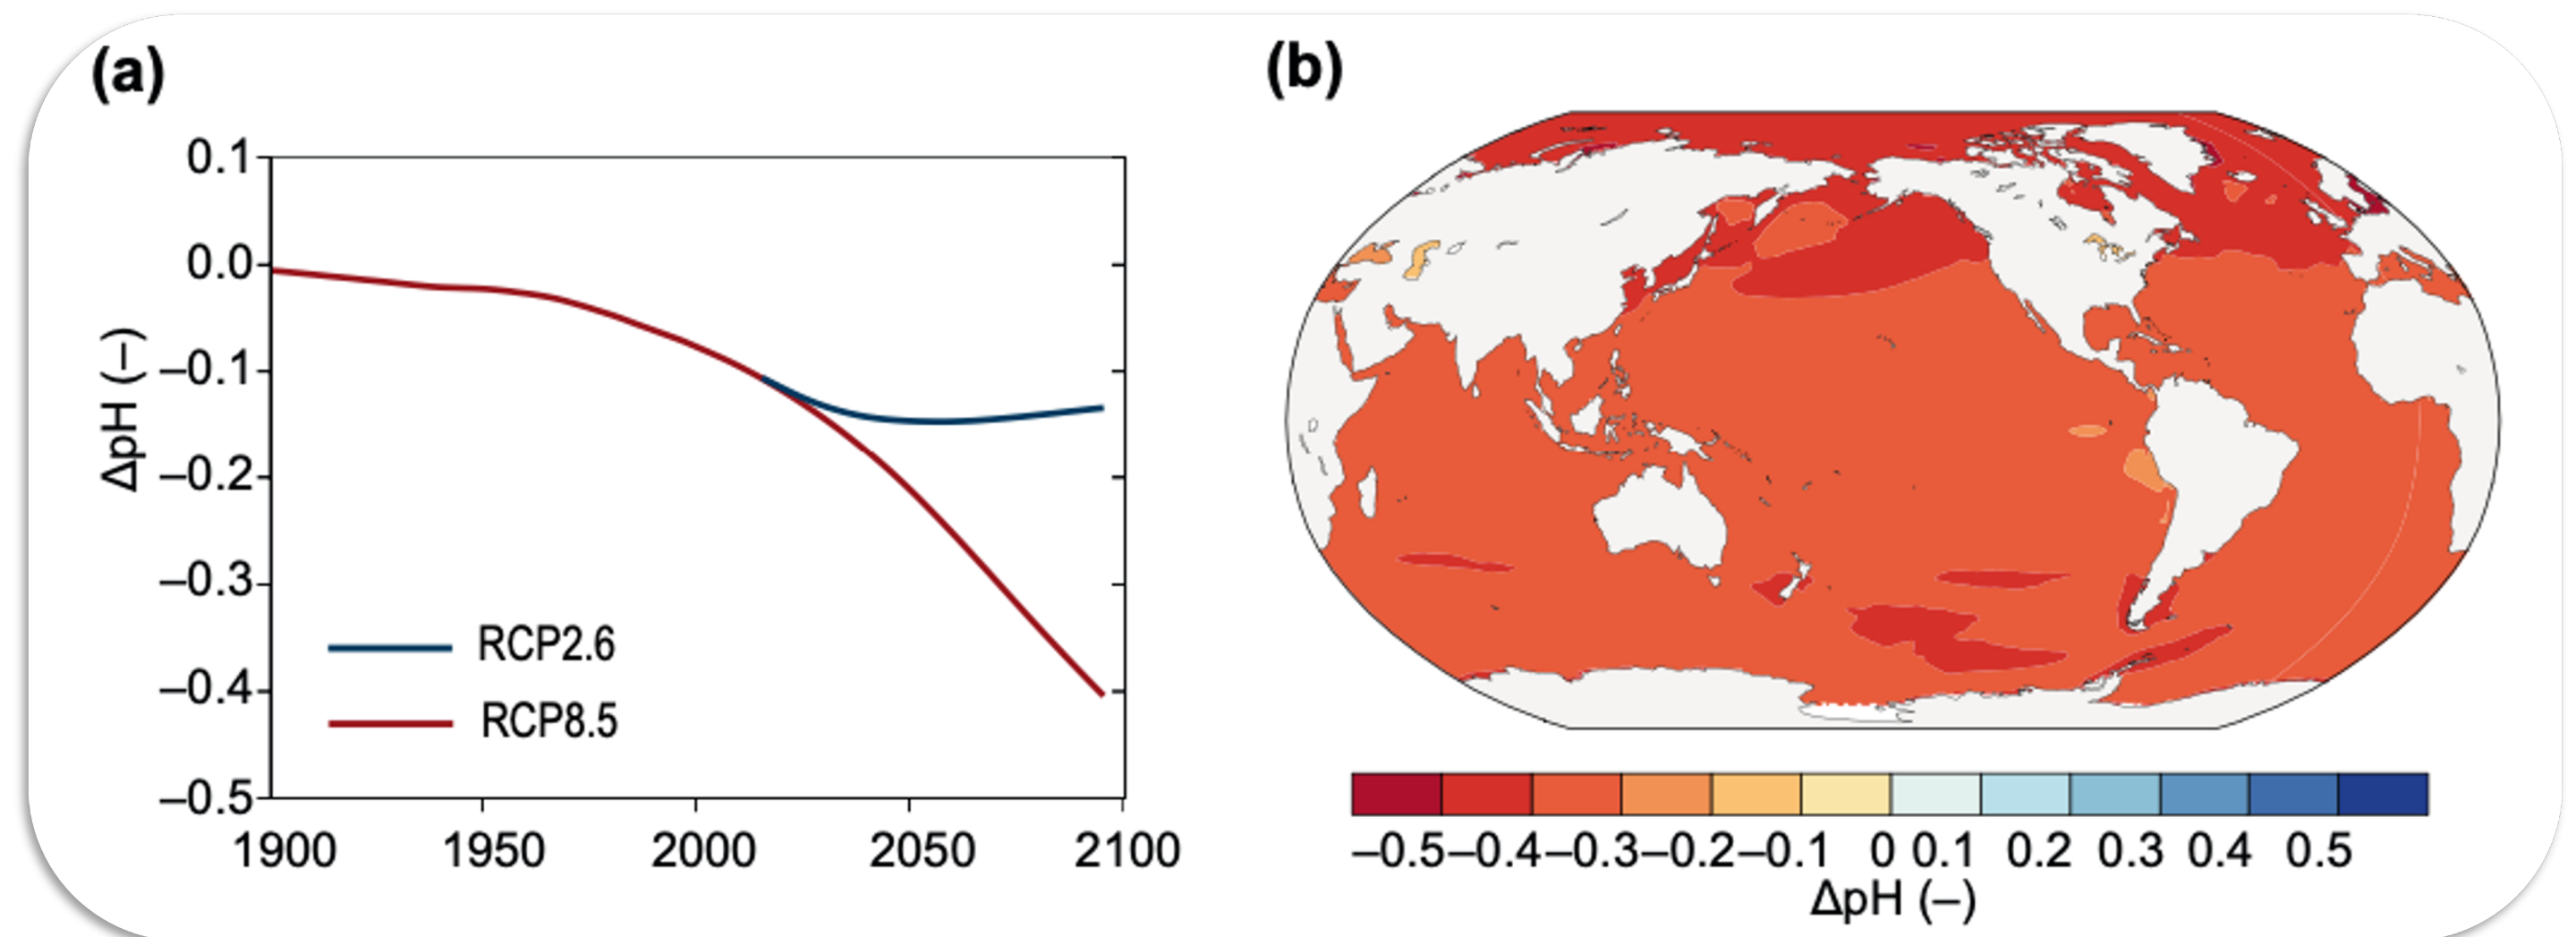 (a)
0.1
0.0
–0.1
–0.2
–0.3
–0.4
–0.5
ΔpH (–)
RCP2.6
RCP8.5
1900 1950 2000 2050 2100
(b)
–0.5 –0.4 –0.3 –0.2 –0.1 0 0.1 0.2 0.3 0.4 0.5
ΔpH (–)